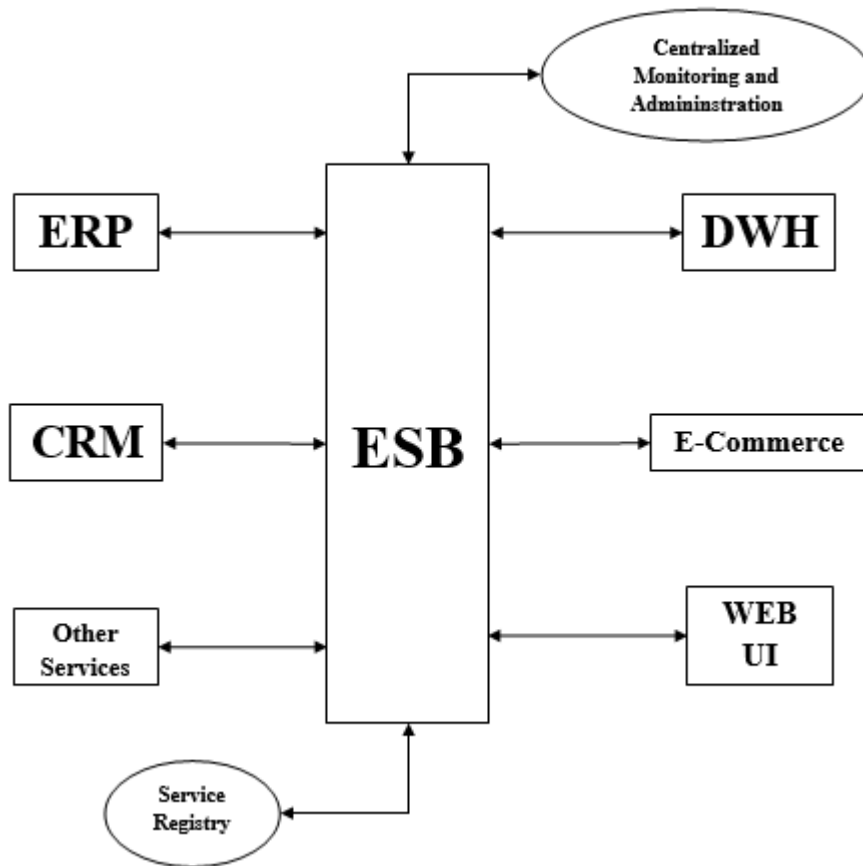 Centralized
Monitoring and
Admininstration
ERP
DWH
CRM
ESB
E-Commerce
Other
Services
WEB
UI
Service
Registry